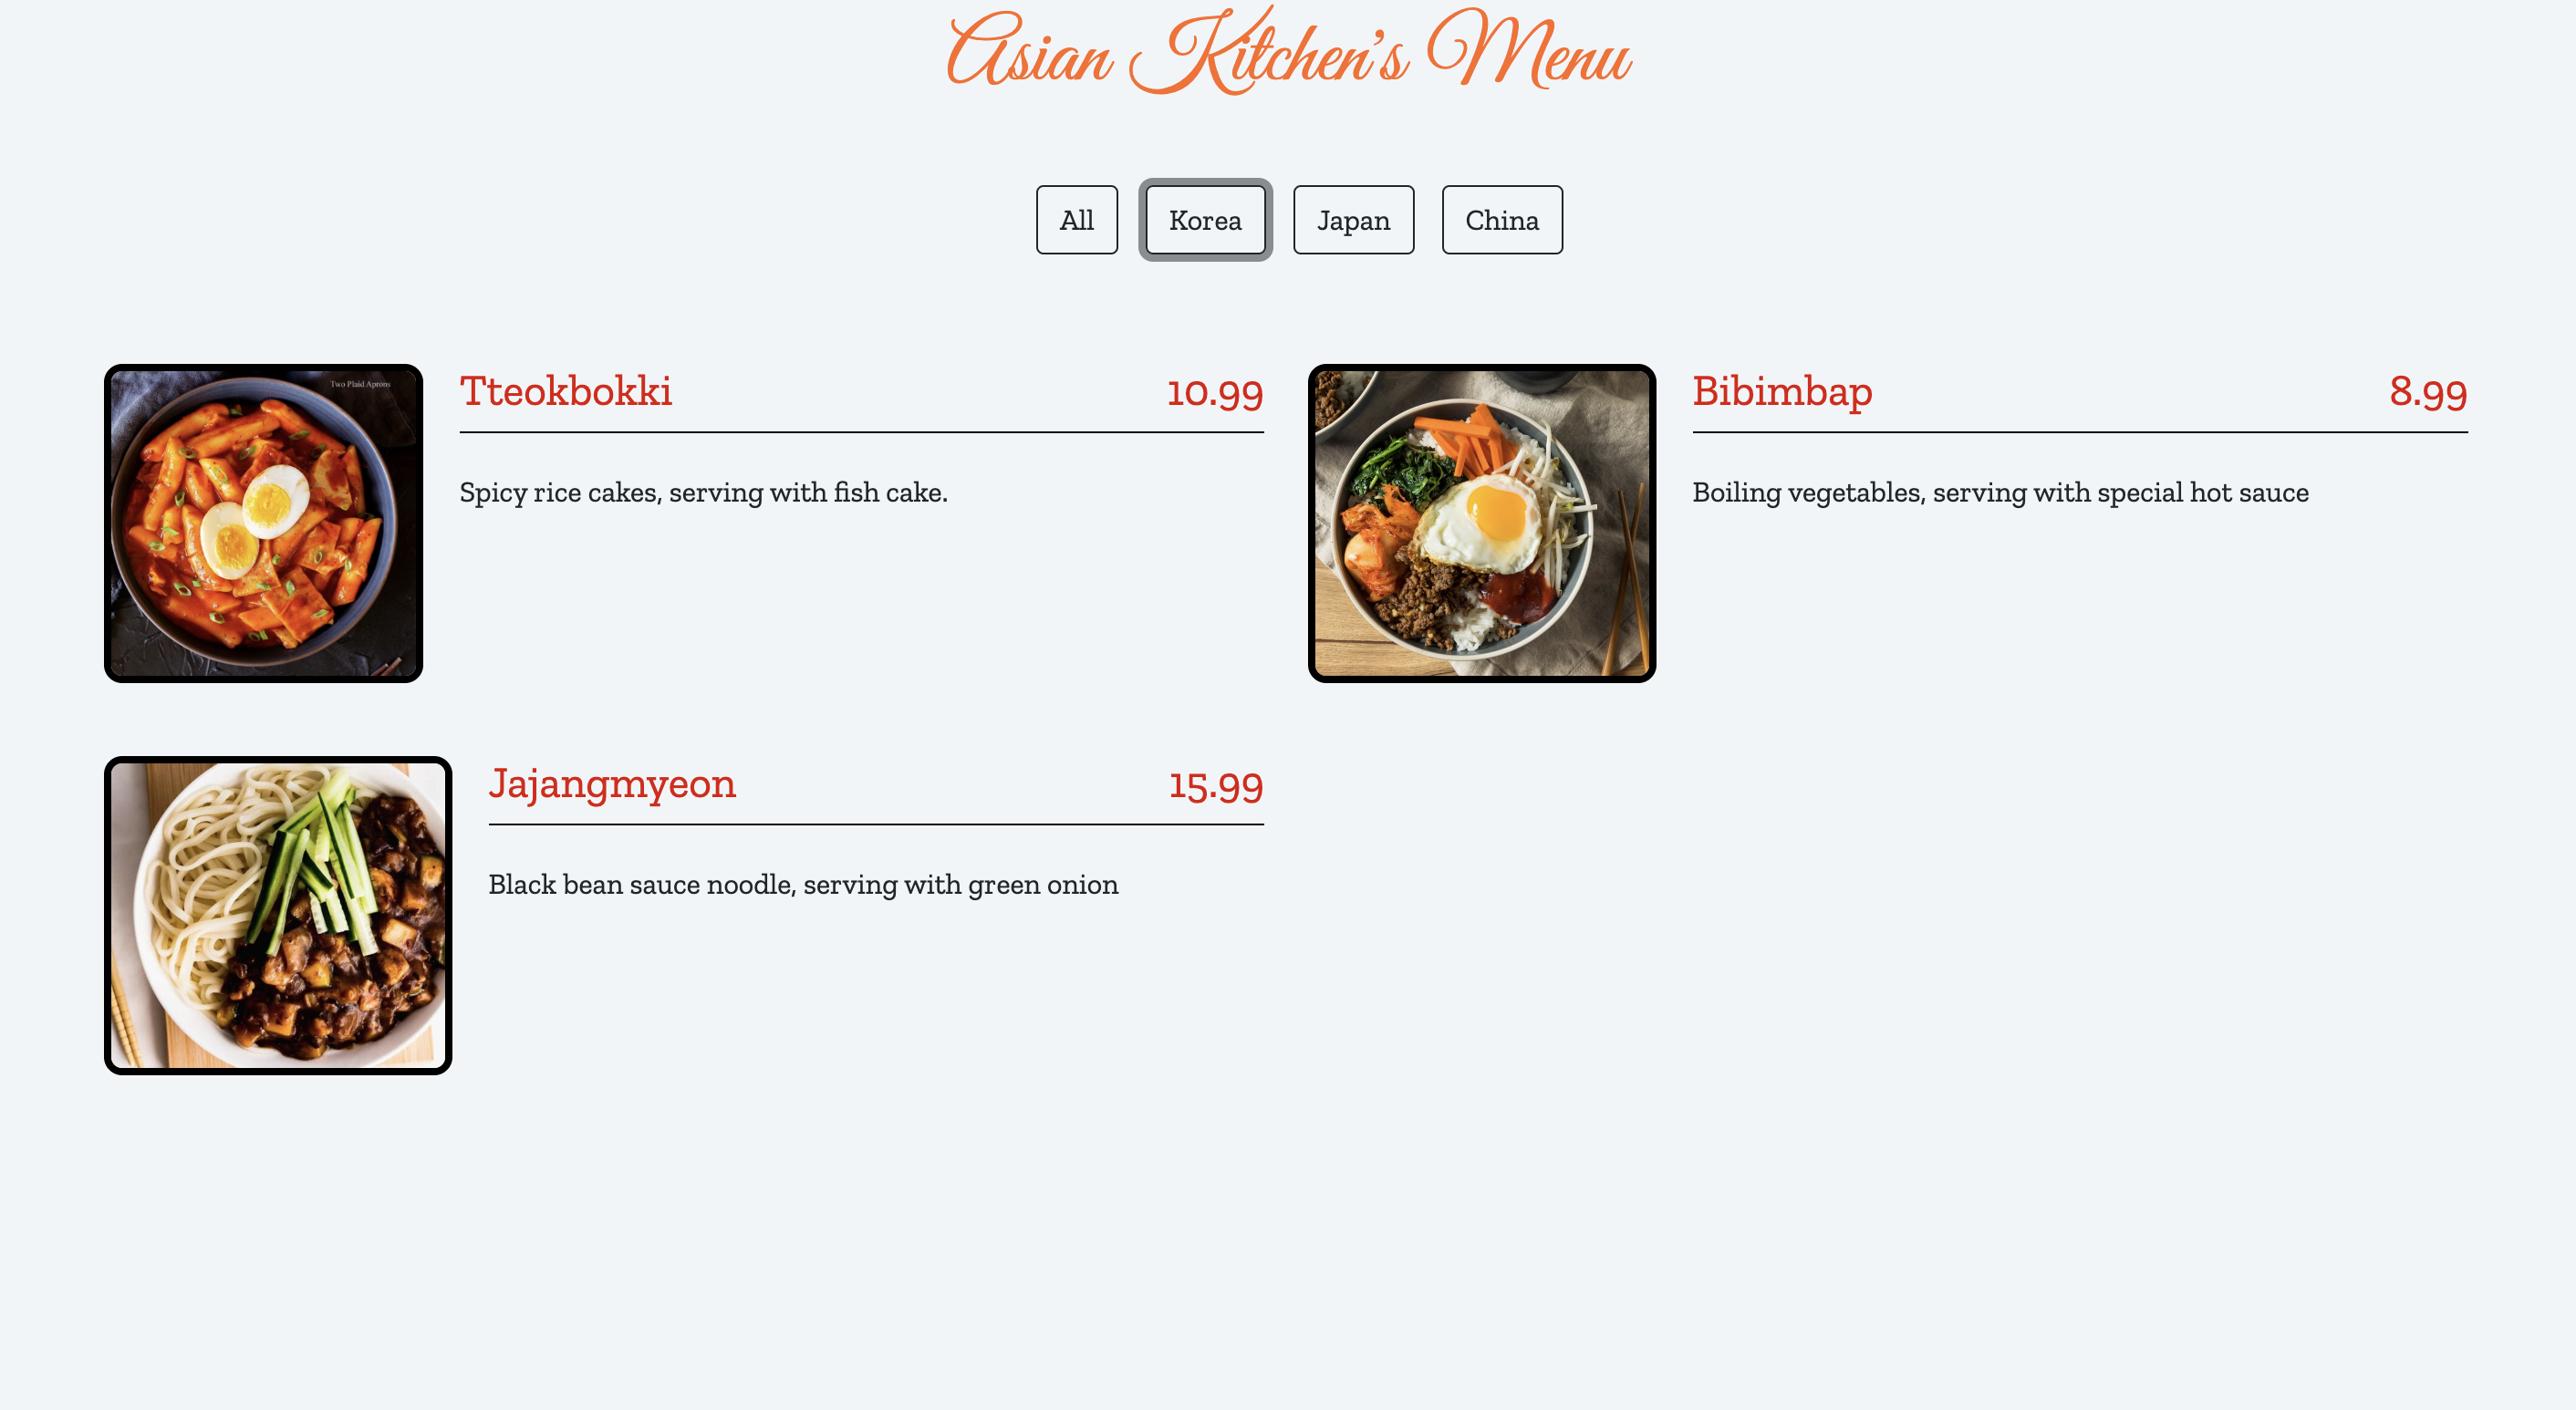 Asian Kitchen's Menu
All Korea Japan China
Two Plaid Aprons
Tteokbokki 10.99
Spicy rice cakes, serving with fish cake.
Bibimbap 8.99
Boiling vegetables, serving with special hot sauce
Jajangmyeon 15.99
Black bean sauce noodle, serving with green onion